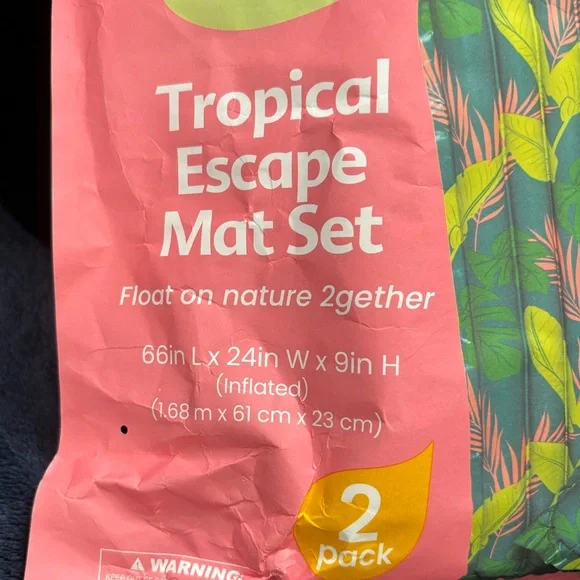 Tropical
Escape
Mat Set
Float on nature 2gether
66in L x 24in W x 9in H
(Inflated)
(1.68 m x 61 cm x 23 cm)
2
pack
WARNING: